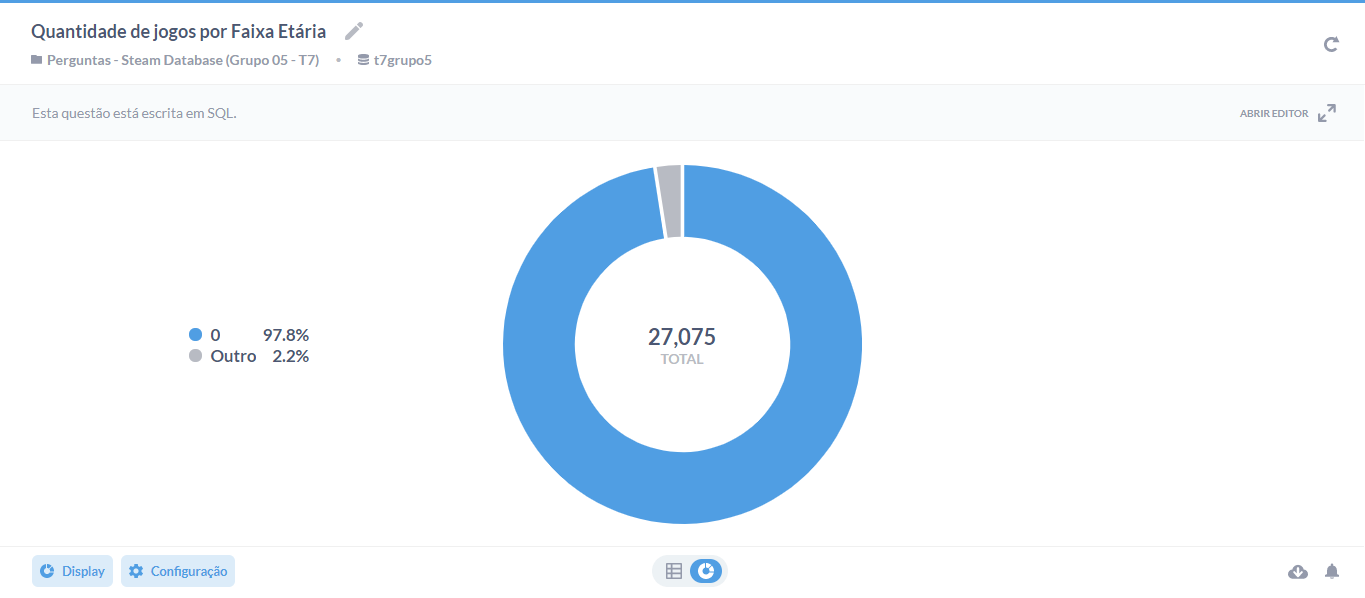 Quantidade de jogos por Faixa Etária
Perguntas - Steam Database (Grupo 05 - T7) • t7grupo5
Esta questão está escrita em SQL.
ABRIR EDITOR
0 97.8%
Outro 2.2%
27,075
TOTAL
Display
Configuração